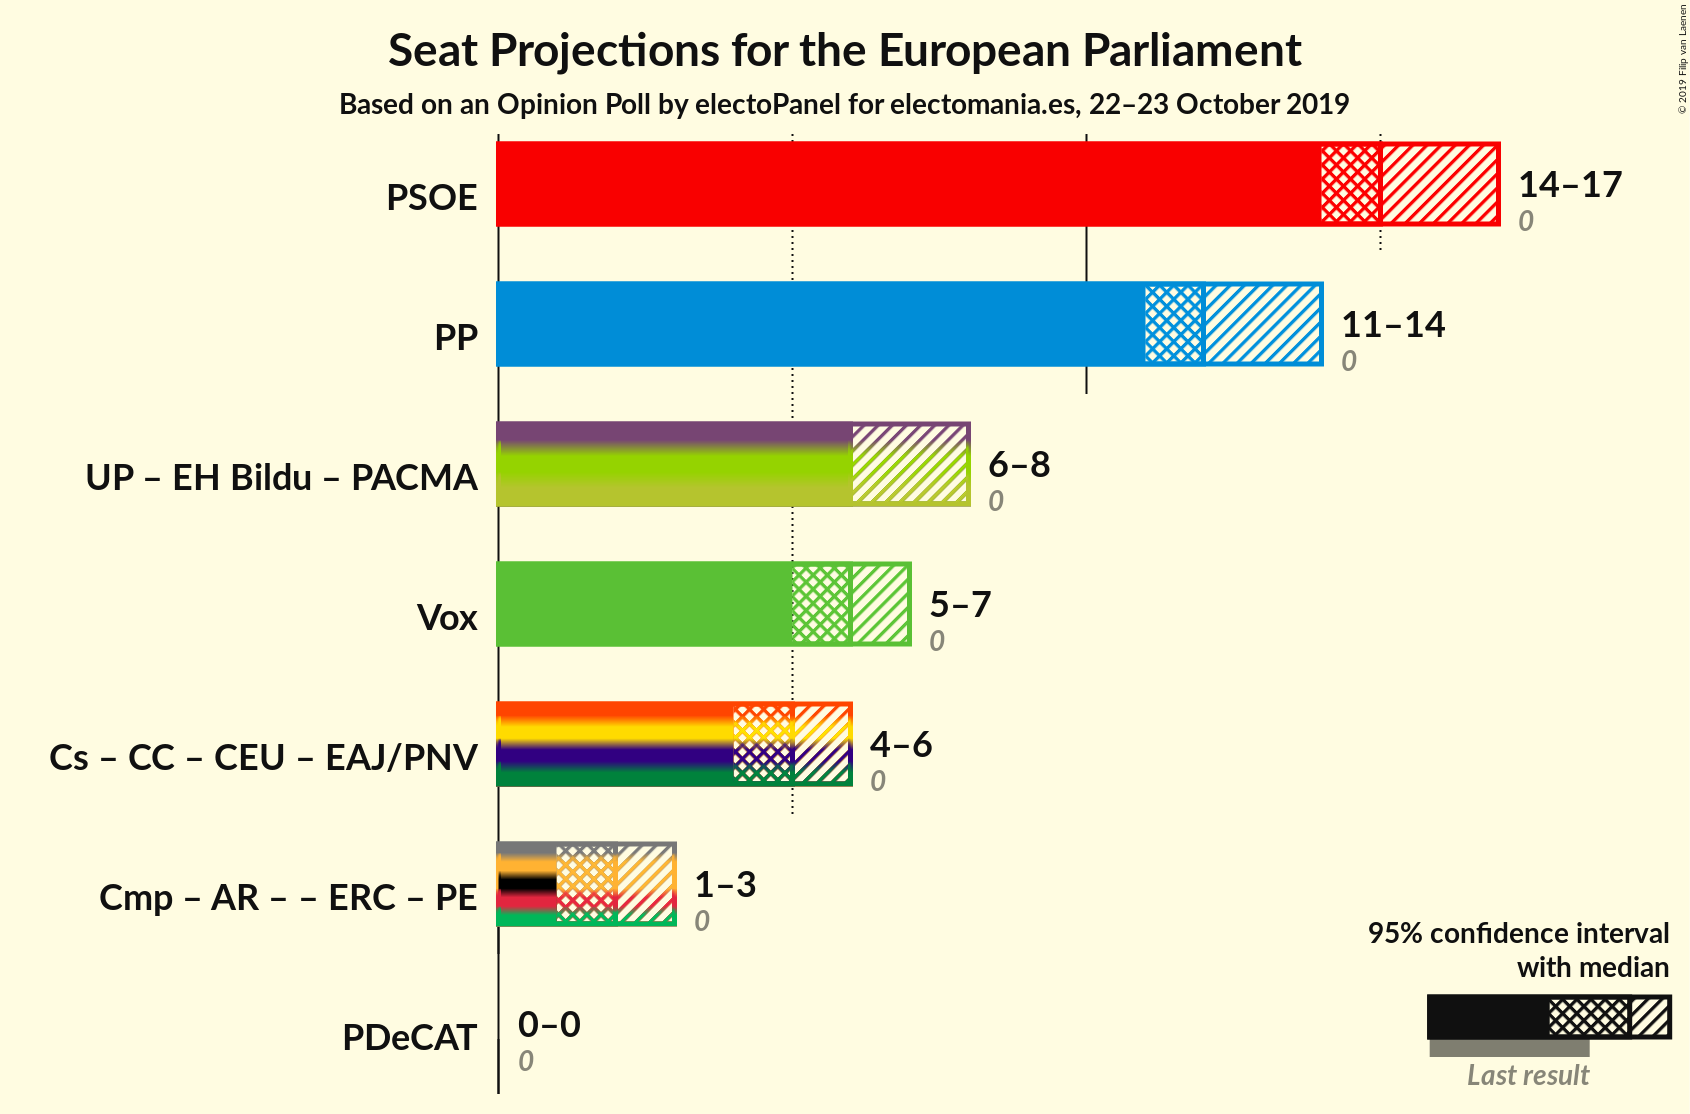 Seat Projections for the European Parliament
Based on an Opinion Poll by electoPanel for electomania.es, 22–23 October 2019
© 2019 Filip van Laenen
PSOE
14–17
0
PP
11–14
0
UP – EH Bildu – PACMA
6–8
0
Vox
5–7
0
Cs – CC – CEU – EAJ/PNV
4–6
0
Cmp – AR – – ERC – PE
1–3
0
PDeCAT
0–0
0
95% confidence interval
with median
Last result